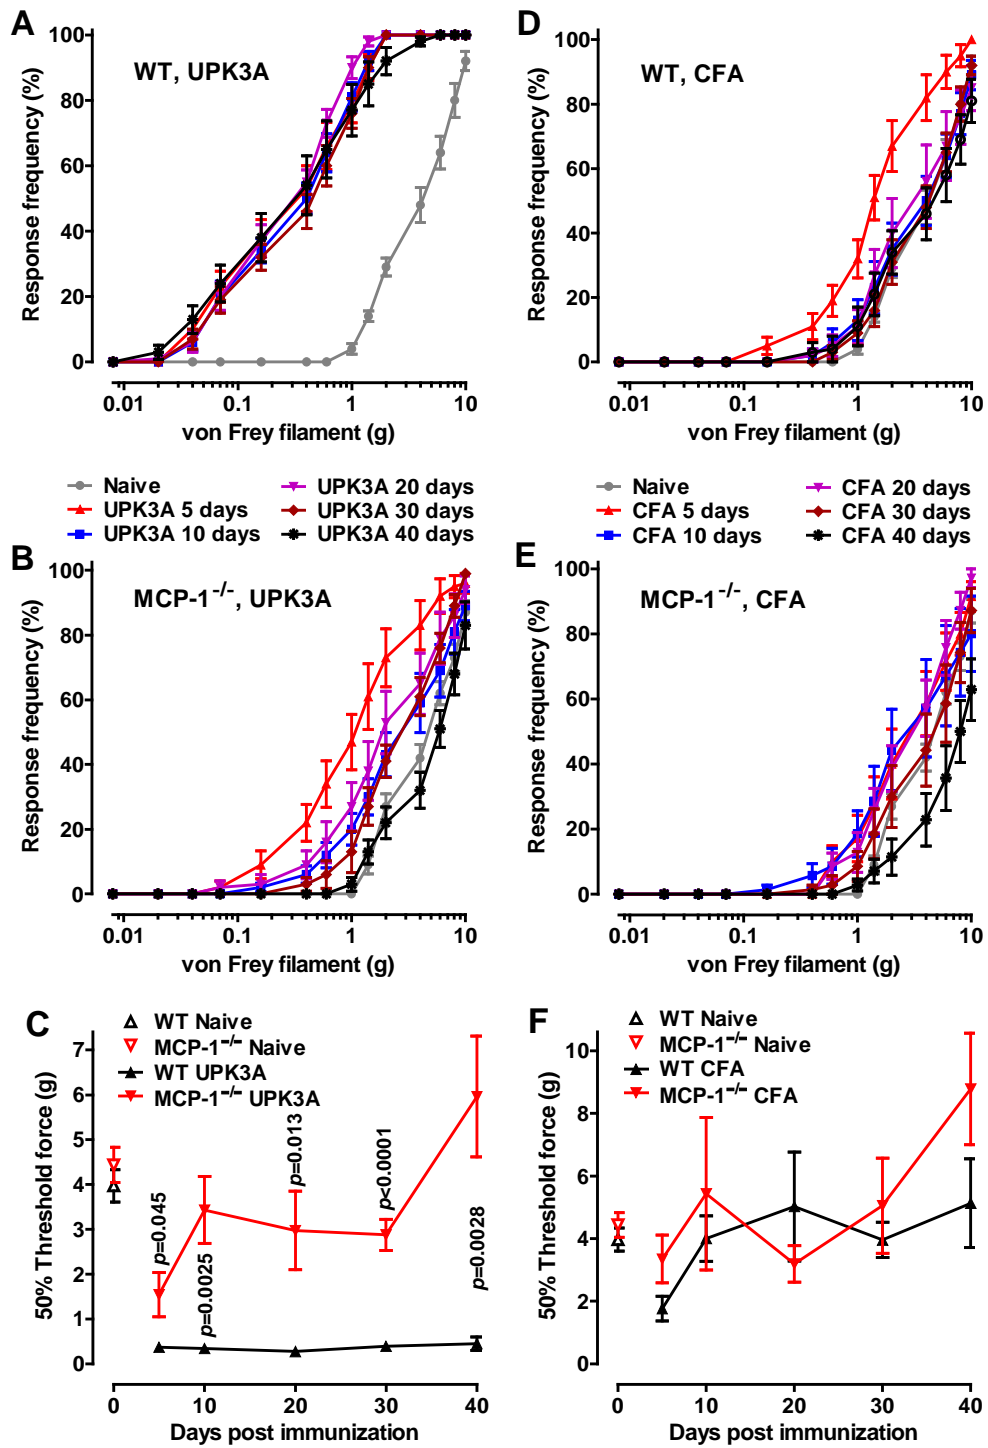 A
WT, UPK3A
Response frequency (%)
100
80
60
40
20
0
0.01 0.1 1 10
von Frey filament (g)
D
WT, CFA
Response frequency (%)
100
80
60
40
20
0
0.01 0.1 1 10
von Frey filament (g)
Naive
UPK3A 5 days
UPK3A 10 days
UPK3A 20 days
UPK3A 30 days
UPK3A 40 days
Naive
CFA 5 days
CFA 10 days
CFA 20 days
CFA 30 days
CFA 40 days
B
MCP-1⁻/⁻, UPK3A
Response frequency (%)
100
80
60
40
20
0
0.01 0.1 1 10
von Frey filament (g)
E
MCP-1⁻/⁻, CFA
Response frequency (%)
100
80
60
40
20
0
0.01 0.1 1 10
von Frey filament (g)
C
WT Naive
MCP-1⁻/⁻ Naive
WT UPK3A
MCP-1⁻/⁻ UPK3A
50% Threshold force (g)
7
6
5
4
3
2
1
0
p=0.045
p=0.0025
p=0.013
p<0.0001
p=0.0028
0 10 20 30 40
Days post immunization
F
WT Naive
MCP-1⁻/⁻ Naive
WT CFA
MCP-1⁻/⁻ CFA
50% Threshold force (g)
10
8
6
4
2
0
0 10 20 30 40
Days post immunization